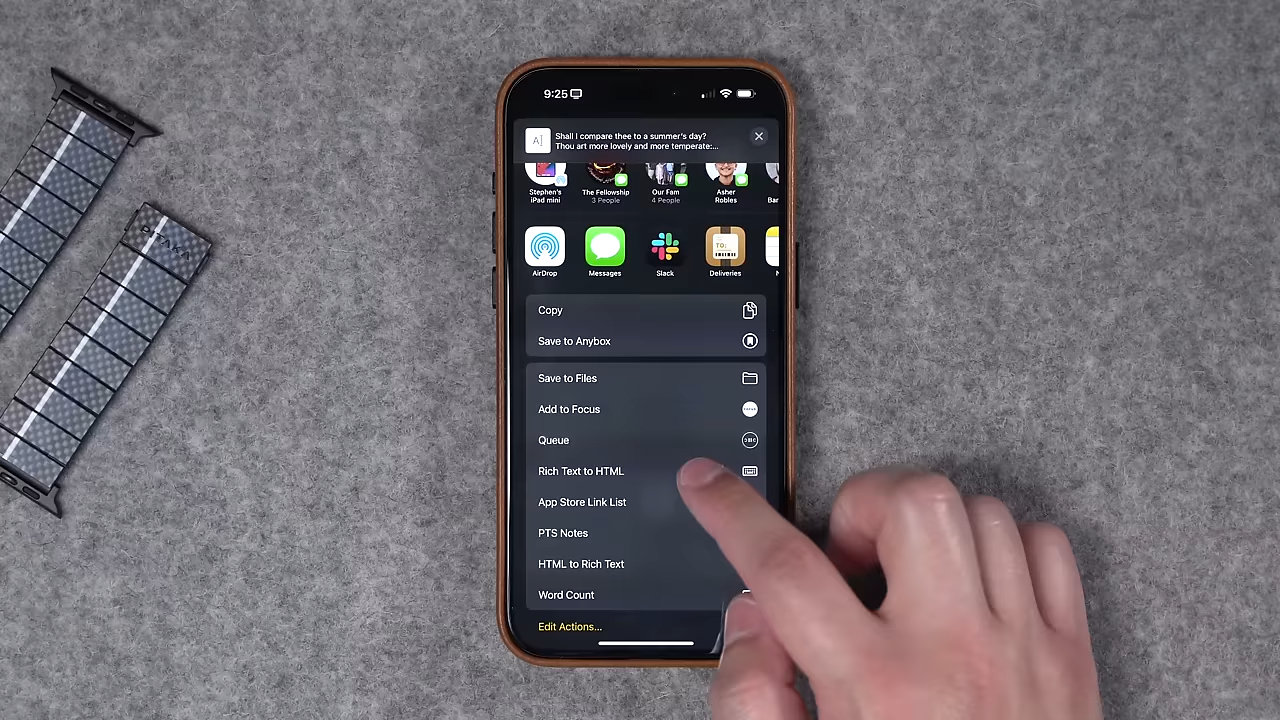 9:25
A
Shall I compare thee to a summer's day?
Thou art more lovely and more temperate:...
Stephen's
iPad mini
The Fellowship
3 People
Our Fam
4 People
Asher
Robles
Bar
TO:
AirDrop
Messages
Slack
Deliveries
N
Copy
Save to Anybox
Save to Files
Add to Focus
Queue
Rich Text to HTML
App Store Link List
PTS Notes
HTML to Rich Text
Word Count
Edit Actions...
PITAKA